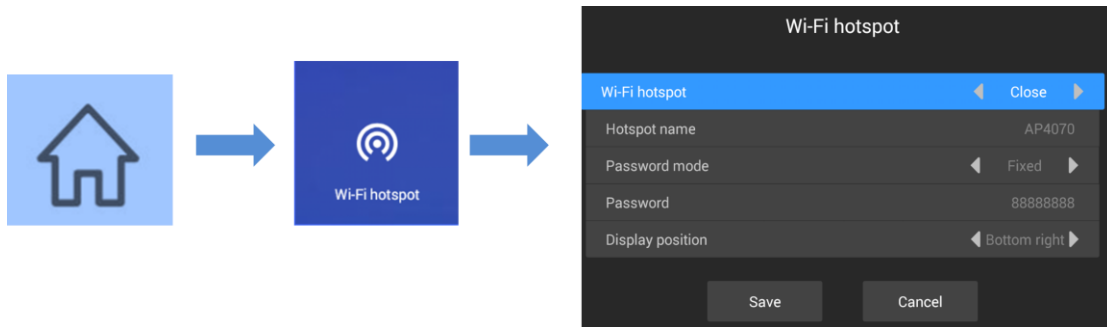 Wi-Fi hotspot
Wi-Fi hotspot
Wi-Fi hotspot Close
Hotspot name AP4070
Password mode Fixed
Password 88888888
Display position Bottom right
Save Cancel